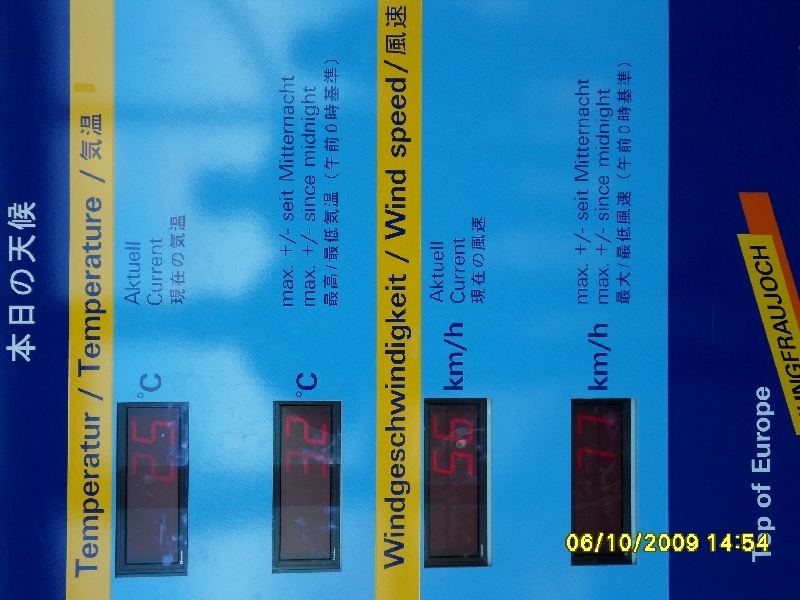 本日の天候
Temperatur / Temperature / 気温
25 °C
Aktuell
Current
現在の気温
32 °C
max. +/- seit Mitternacht
max. +/- since midnight
最高/最低気温（午前0時基準）
Windgeschwindigkeit / Wind speed / 風速
56 km/h
Aktuell
Current
現在の風速
77 km/h
max. +/- seit Mitternacht
max. +/- since midnight
最大/最低風速（午前0時基準）
JUNGFRAUJOCH
Top of Europe
06/10/2009 14:54